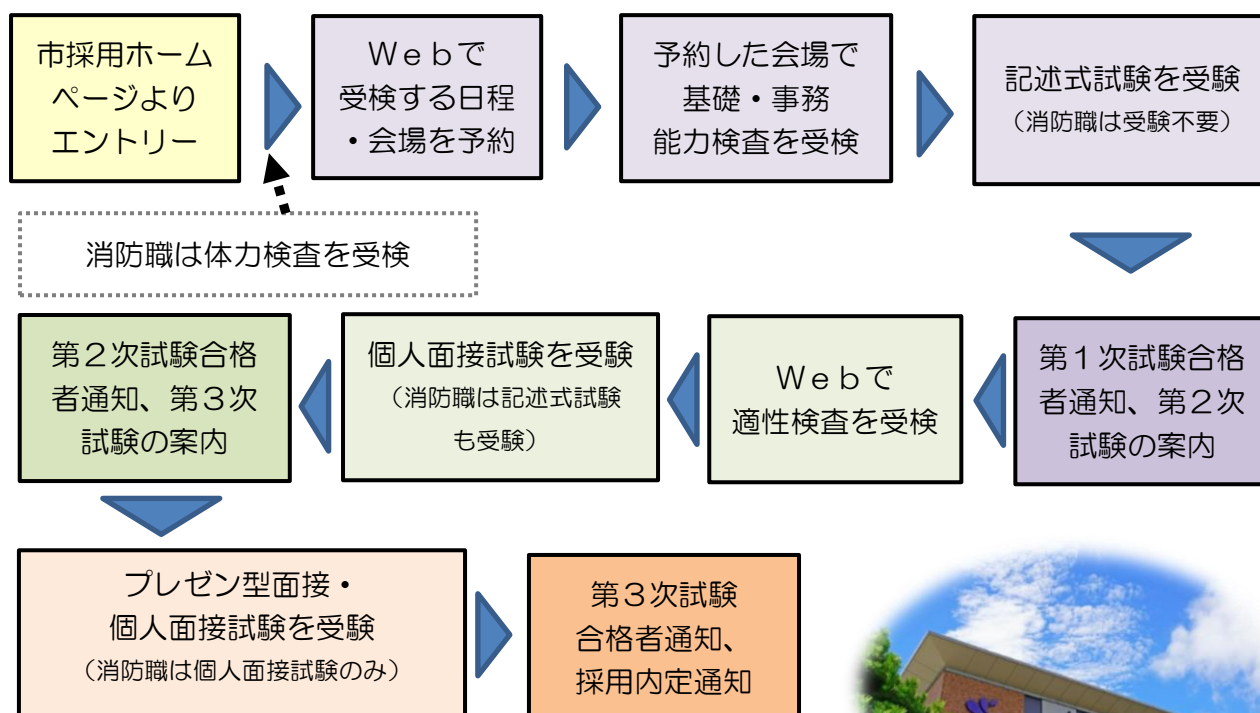 市採用ホーム
ページより
エントリー
Ｗｅｂで
受検する日程
・会場を予約
予約した会場で
基礎・事務
能力検査を受検
記述式試験を受験
（消防職は受験不要）
消防職は体力検査を受検
第１次試験合格
者通知、第２次
試験の案内
Ｗｅｂで
適性検査を受検
個人面接試験を受験
（消防職は記述式試験
も受験）
第２次試験合格
者通知、第３次
試験の案内
プレゼン型面接・
個人面接試験を受験
（消防職は個人面接試験のみ）
第３次試験
合格者通知、
採用内定通知